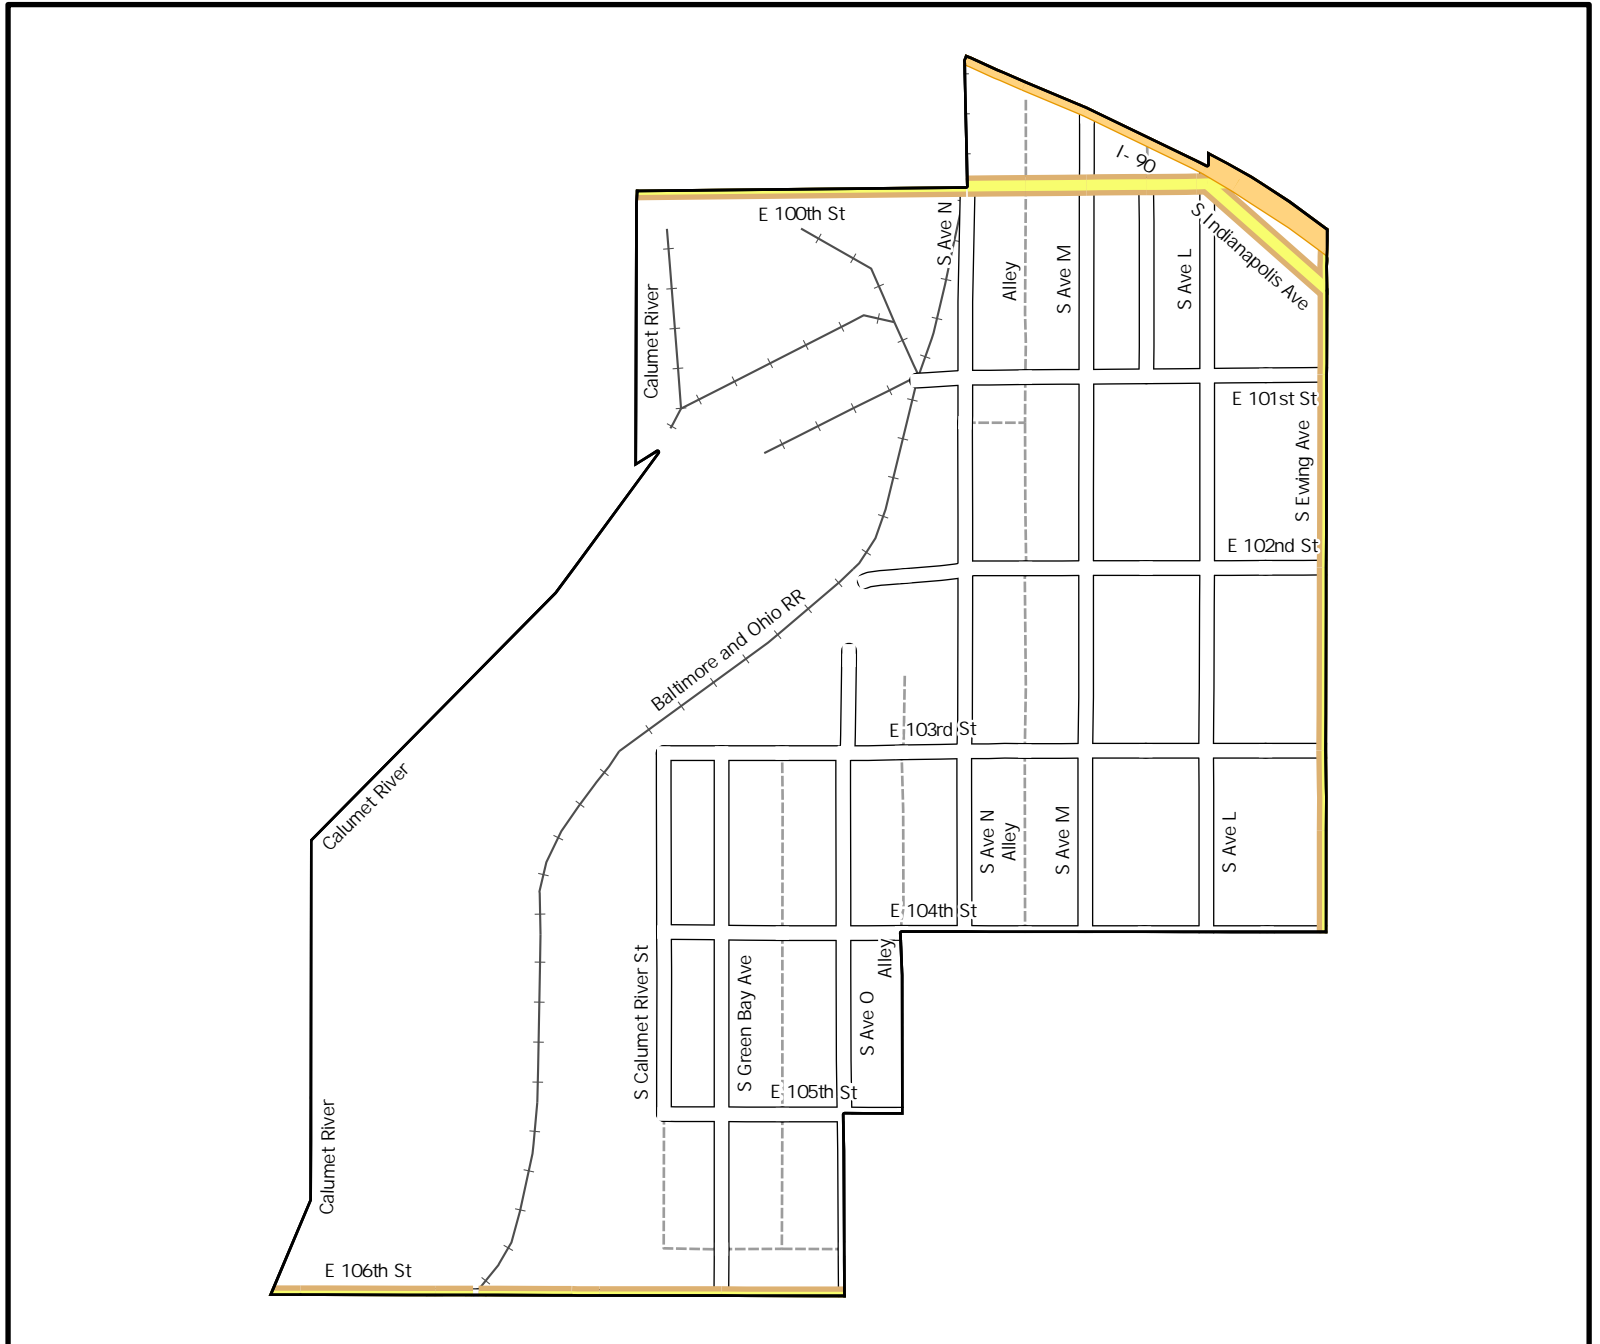 I- 90
E 100th St
S Ave N
S Indianapolis Ave
Alley
S Ave M
S Ave L
Calumet River
E 101st St
S Ewing Ave
E 102nd St
Baltimore and Ohio RR
E 103rd St
Calumet River
S Ave N
Alley
S Ave M
S Ave L
E 104th St
Alley
S Calumet River St
S Green Bay Ave
S Ave O
E 105th St
Calumet River
E 106th St